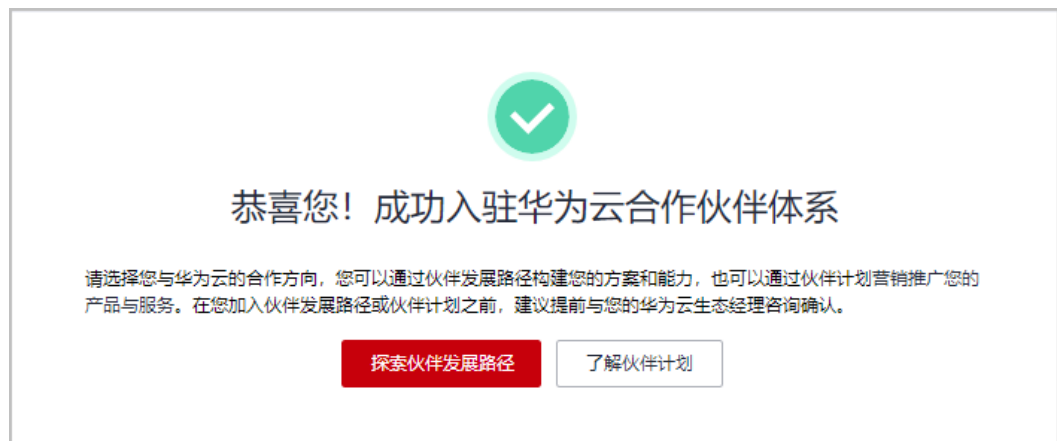 恭喜您！成功入驻华为云合作伙伴体系
请选择您与华为云的合作方向，您可以通过伙伴发展路径构建您的方案和能力，也可以通过伙伴计划营销推广您的
产品与服务。在您加入伙伴发展路径或伙伴计划之前，建议提前与您的华为云生态经理咨询确认。
探索伙伴发展路径
了解伙伴计划